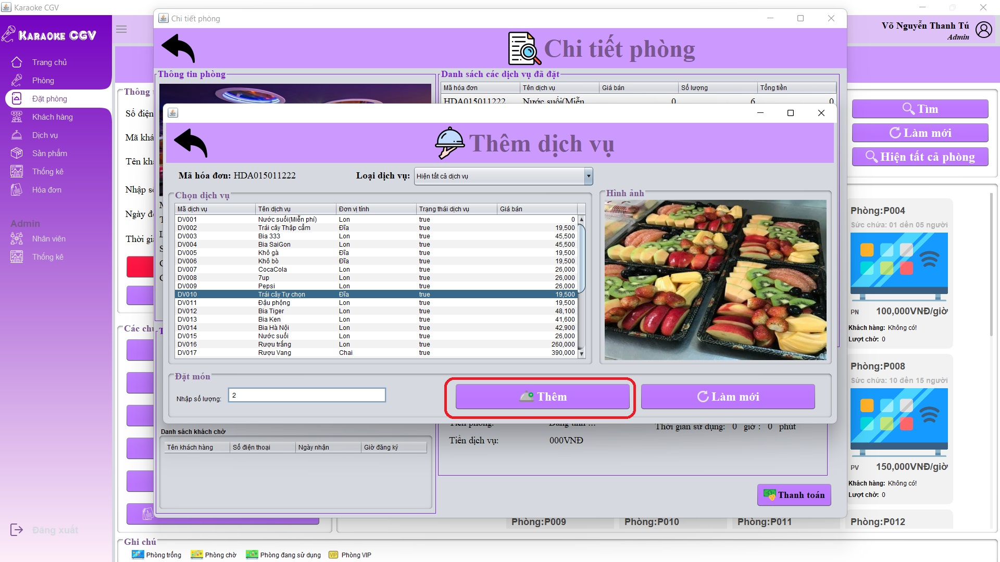 Karaoke CGV
Chi tiết phòng
KARAOKE CGV
Võ Nguyễn Thanh Tú
Admin
Chi tiết phòng
Trang chủ
Phòng
Đặt phòng
Khách hàng
Dịch vụ
Sản phẩm
Thống kê
Hóa đơn
Admin
Nhân viên
Thống kê
Đăng xuất
Thông tin phòng
Danh sách các dịch vụ đã đặt
Mã hóa đơn Tên dịch vụ Giá bán Số lượng Tổng tiền
HDA015011222 Nước suối(Miễn 0 6 0
Thông
Số điện
Mã khá
Nhập số
Các
Tìm
Làm mới
Hiện tất cả phòng
Thêm dịch vụ
Mã hóa đơn: HDA015011222 Loại dịch vụ: Hiện tất cả dịch vụ
Chọn dịch vụ
Hình ảnh
Mã dịch vụ Tên dịch vụ Đơn vị tính Trạng thái dịch vụ Giá bán
DV001 Nước suối(Miễn phí) Lon true 0
DV002 Trái cây Thập cẩm Đĩa true 19,500
DV003 Bia 333 Lon true 45,500
DV004 Bia SaiGon Lon true 45,500
DV005 Khô gà Đĩa true 19,500
DV006 Khô bò Đĩa true 19,500
DV007 CocaCola Lon true 26,000
DV008 7up Lon true 26,000
DV009 Pepsi Lon true 26,000
DV010 Trái cây Tự chọn Đĩa true 19,500
DV011 Đậu phộng Lon true 19,500
DV012 Bia Tiger Lon true 48,100
DV013 Bia Ken Lon true 41,600
DV014 Bia Hà Nội Lon true 42,900
DV015 Nước suối Lon true 26,000
DV016 Rượu trắng Lon true 260,000
DV017 Rượu Vang Chai true 390,000
Đặt món
Nhập số lượng: 2
Thêm
Làm mới
Thời gian sử dụng: 0 giờ : 0 phút
Tiền dịch vụ: 000VNĐ
Danh sách khách chờ
Tên khách hàng Số điện thoại Ngày nhận Giờ đăng ký
Thanh toán
Phòng:P004
Sức chứa: 01 đến 05 người
PN 100,000VNĐ/giờ
Khách hàng: Không có!
Lượt chờ: 0
Phòng:P008
Sức chứa: 10 đến 15 người
PV 150,000VNĐ/giờ
Khách hàng: Không có!
Lượt chờ: 0
Phòng:P009 Phòng:P010 Phòng:P011 Phòng:P012
Ghi chú
Phòng trống Phòng chờ Phòng đang sử dụng VIP Phòng VIP